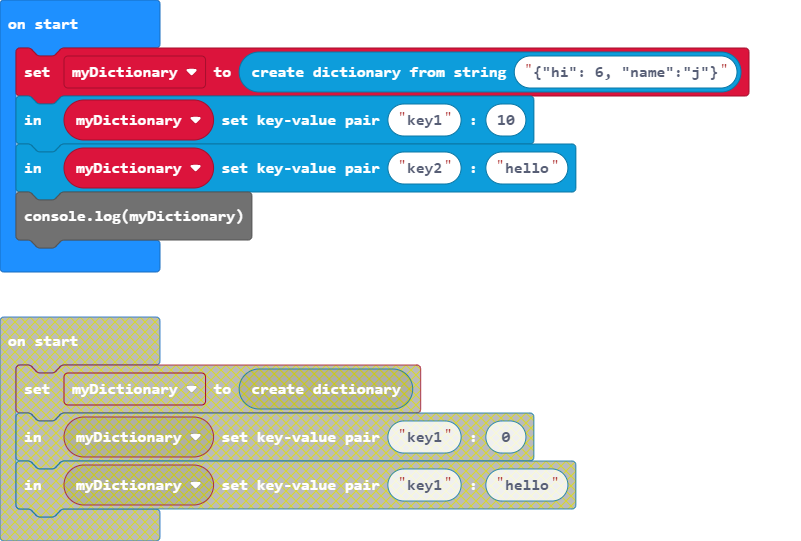 on start
set myDictionary to create dictionary from string "{"hi": 6, "name":"j"}"
in myDictionary set key-value pair "key1" : 10
in myDictionary set key-value pair "key2" : "hello"
console.log(myDictionary)
on start
set myDictionary to create dictionary
in myDictionary set key-value pair "key1" : 0
in myDictionary set key-value pair "key1" : "hello"